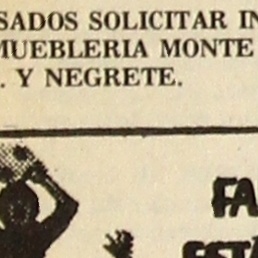 SADOS SOLICITAR IN
MUEBLERIA MONTE
. Y NEGRETE.
FA
ESTA